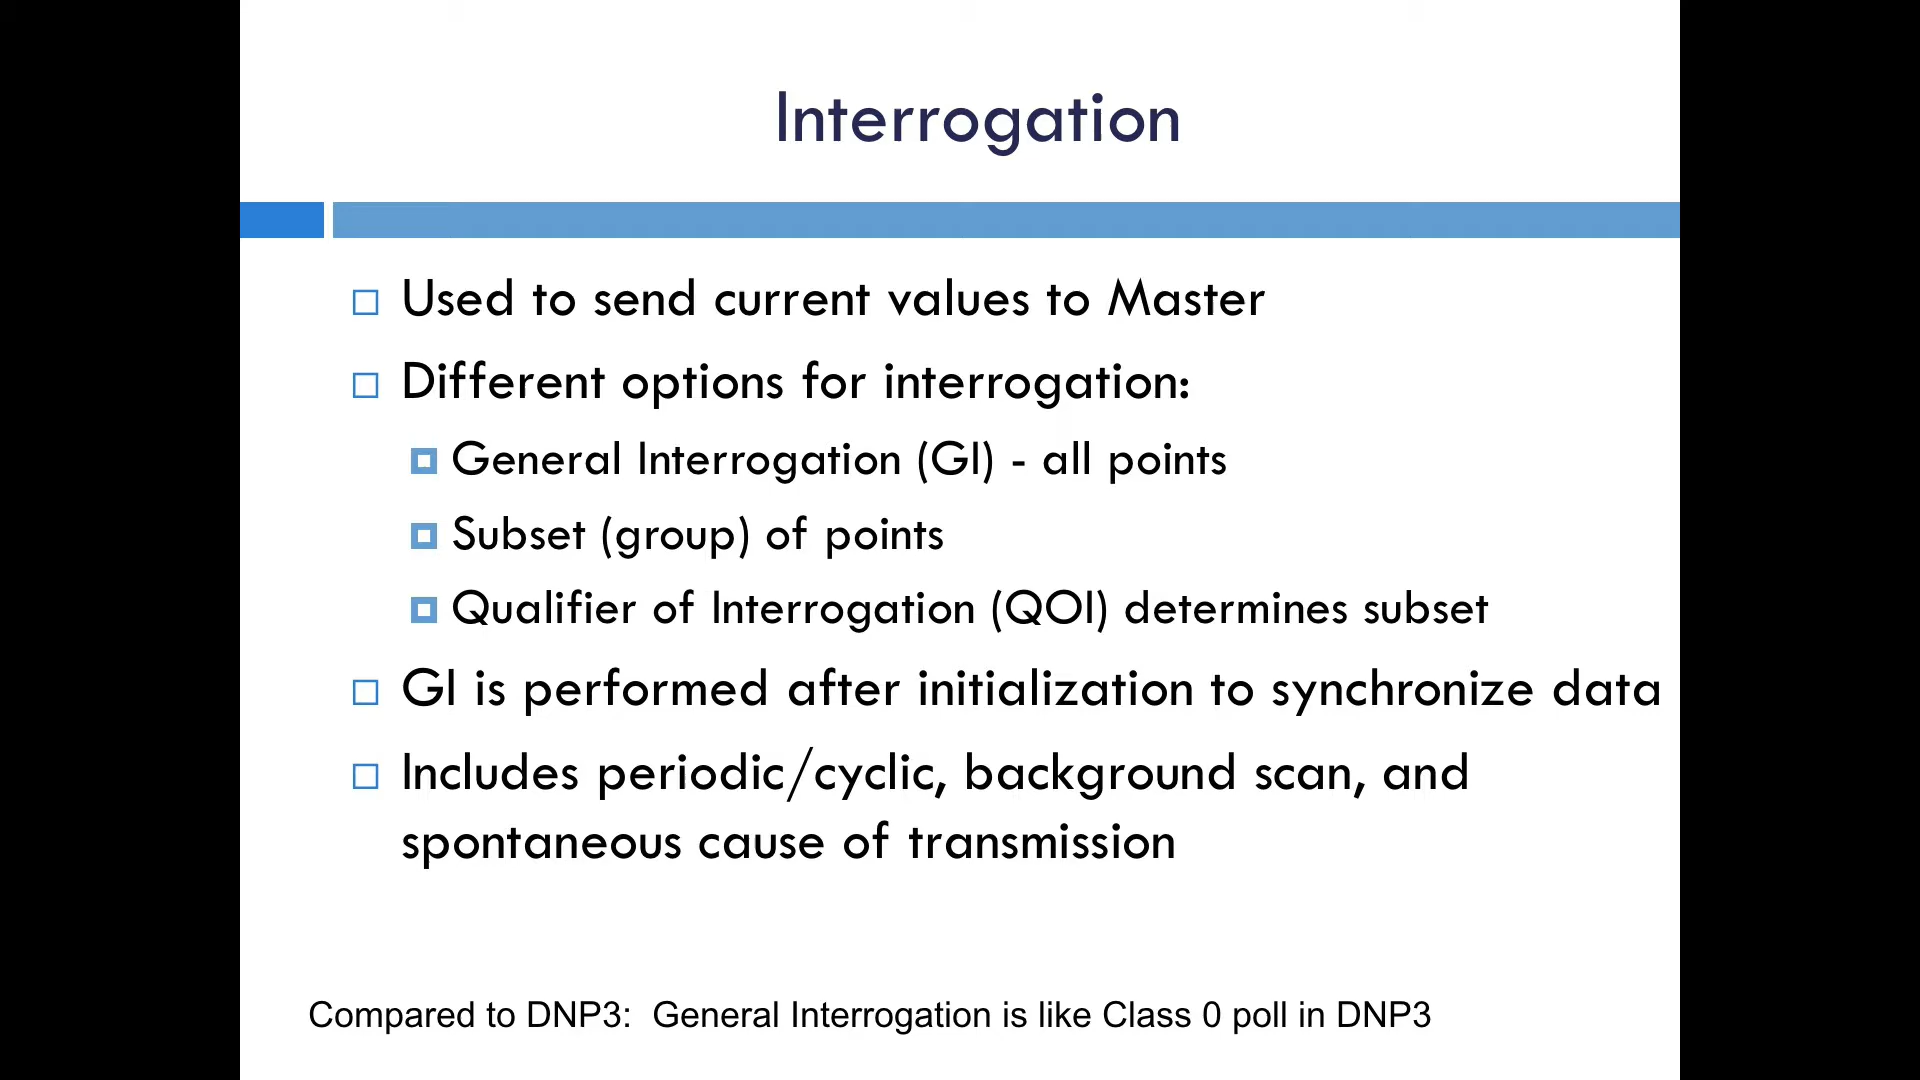 Interrogation
Used to send current values to Master
Different options for interrogation:
General Interrogation (GI) - all points
Subset (group) of points
Qualifier of Interrogation (QOI) determines subset
GI is performed after initialization to synchronize data
Includes periodic/cyclic, background scan, and
spontaneous cause of transmission
Compared to DNP3:  General Interrogation is like Class 0 poll in DNP3